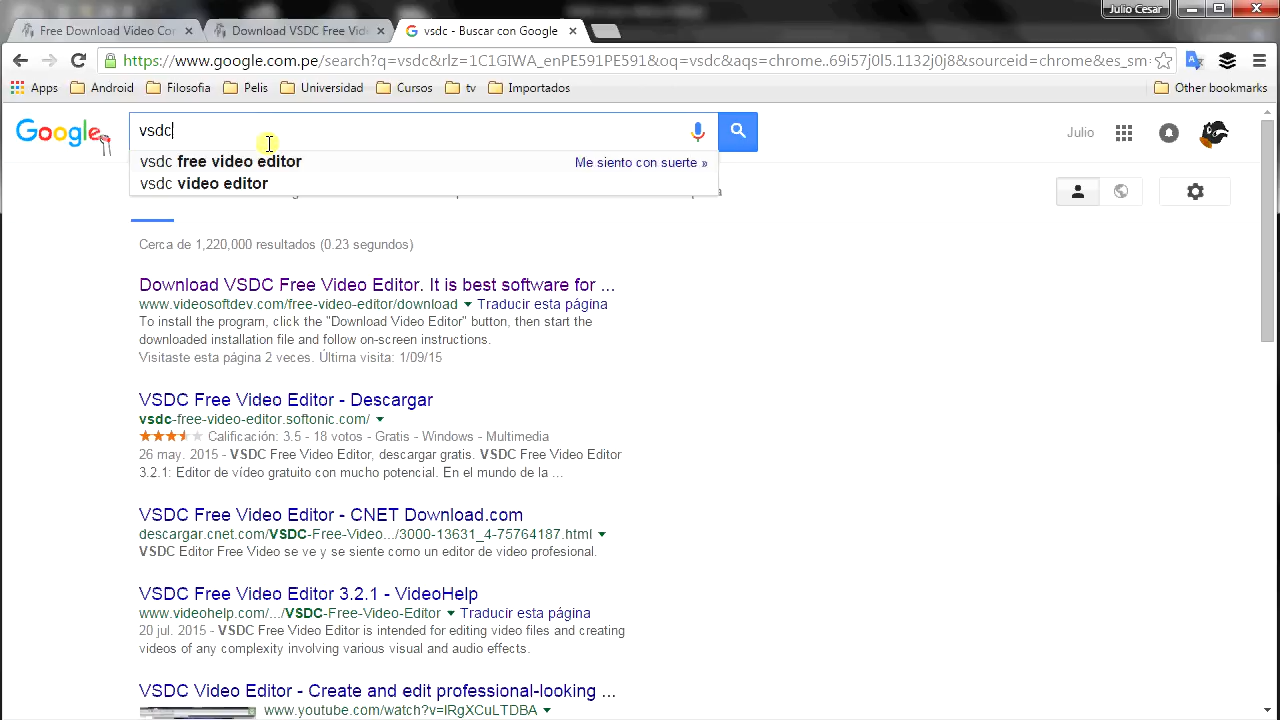 Julio Cesar
Free Download Video Co
Download VSDC Free Vid
vsdc - Buscar con Google
https://www.google.com.pe/search?q=vsdc&rlz=1C1GIWA_enPE591PE591&oq=vsdc&aqs=chrome..69i57j0l5.1132j0j8&sourceid=chrome&es_sm=
Apps Android Filosofia Pelis Universidad Cursos tv Importados Other bookmarks
Google
vsdc
Julio
vsdc free video editor Me siento con suerte »
vsdc video editor
Cerca de 1,220,000 resultados (0.23 segundos)
Download VSDC Free Video Editor. It is best software for ...
www.videosoftdev.com/free-video-editor/download Traducir esta página
To install the program, click the "Download Video Editor" button, then start the
downloaded installation file and follow on-screen instructions.
Visitaste esta página 2 veces. Última visita: 1/09/15
VSDC Free Video Editor - Descargar
vsdc-free-video-editor.softonic.com/
Calificación: 3.5 - 18 votos - Gratis - Windows - Multimedia
26 may. 2015 - VSDC Free Video Editor, descargar gratis. VSDC Free Video Editor
3.2.1: Editor de vídeo gratuito con mucho potencial. En el mundo de la ...
VSDC Free Video Editor - CNET Download.com
descargar.cnet.com/VSDC-Free-Video.../3000-13631_4-75764187.html
VSDC Editor Free Video se ve y se siente como un editor de video profesional.
VSDC Free Video Editor 3.2.1 - VideoHelp
www.videohelp.com/.../VSDC-Free-Video-Editor Traducir esta página
20 jul. 2015 - VSDC Free Video Editor is intended for editing video files and creating
videos of any complexity involving various visual and audio effects.
VSDC Video Editor - Create and edit professional-looking ...
www.youtube.com/watch?v=lRgXCuLTDBA